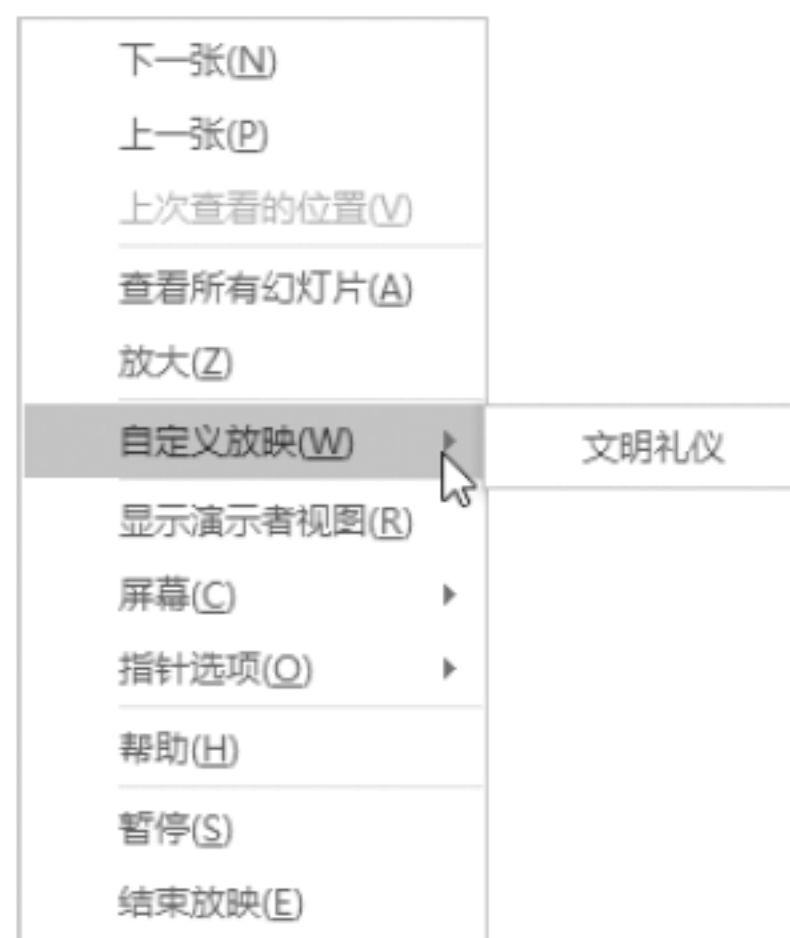 下一张(N)
上一张(P)
上次查看的位置(V)
查看所有幻灯片(A)
放大(Z)
自定义放映(W)
文明礼仪
显示演示者视图(R)
屏幕(C)
指针选项(O)
帮助(H)
暂停(S)
结束放映(E)